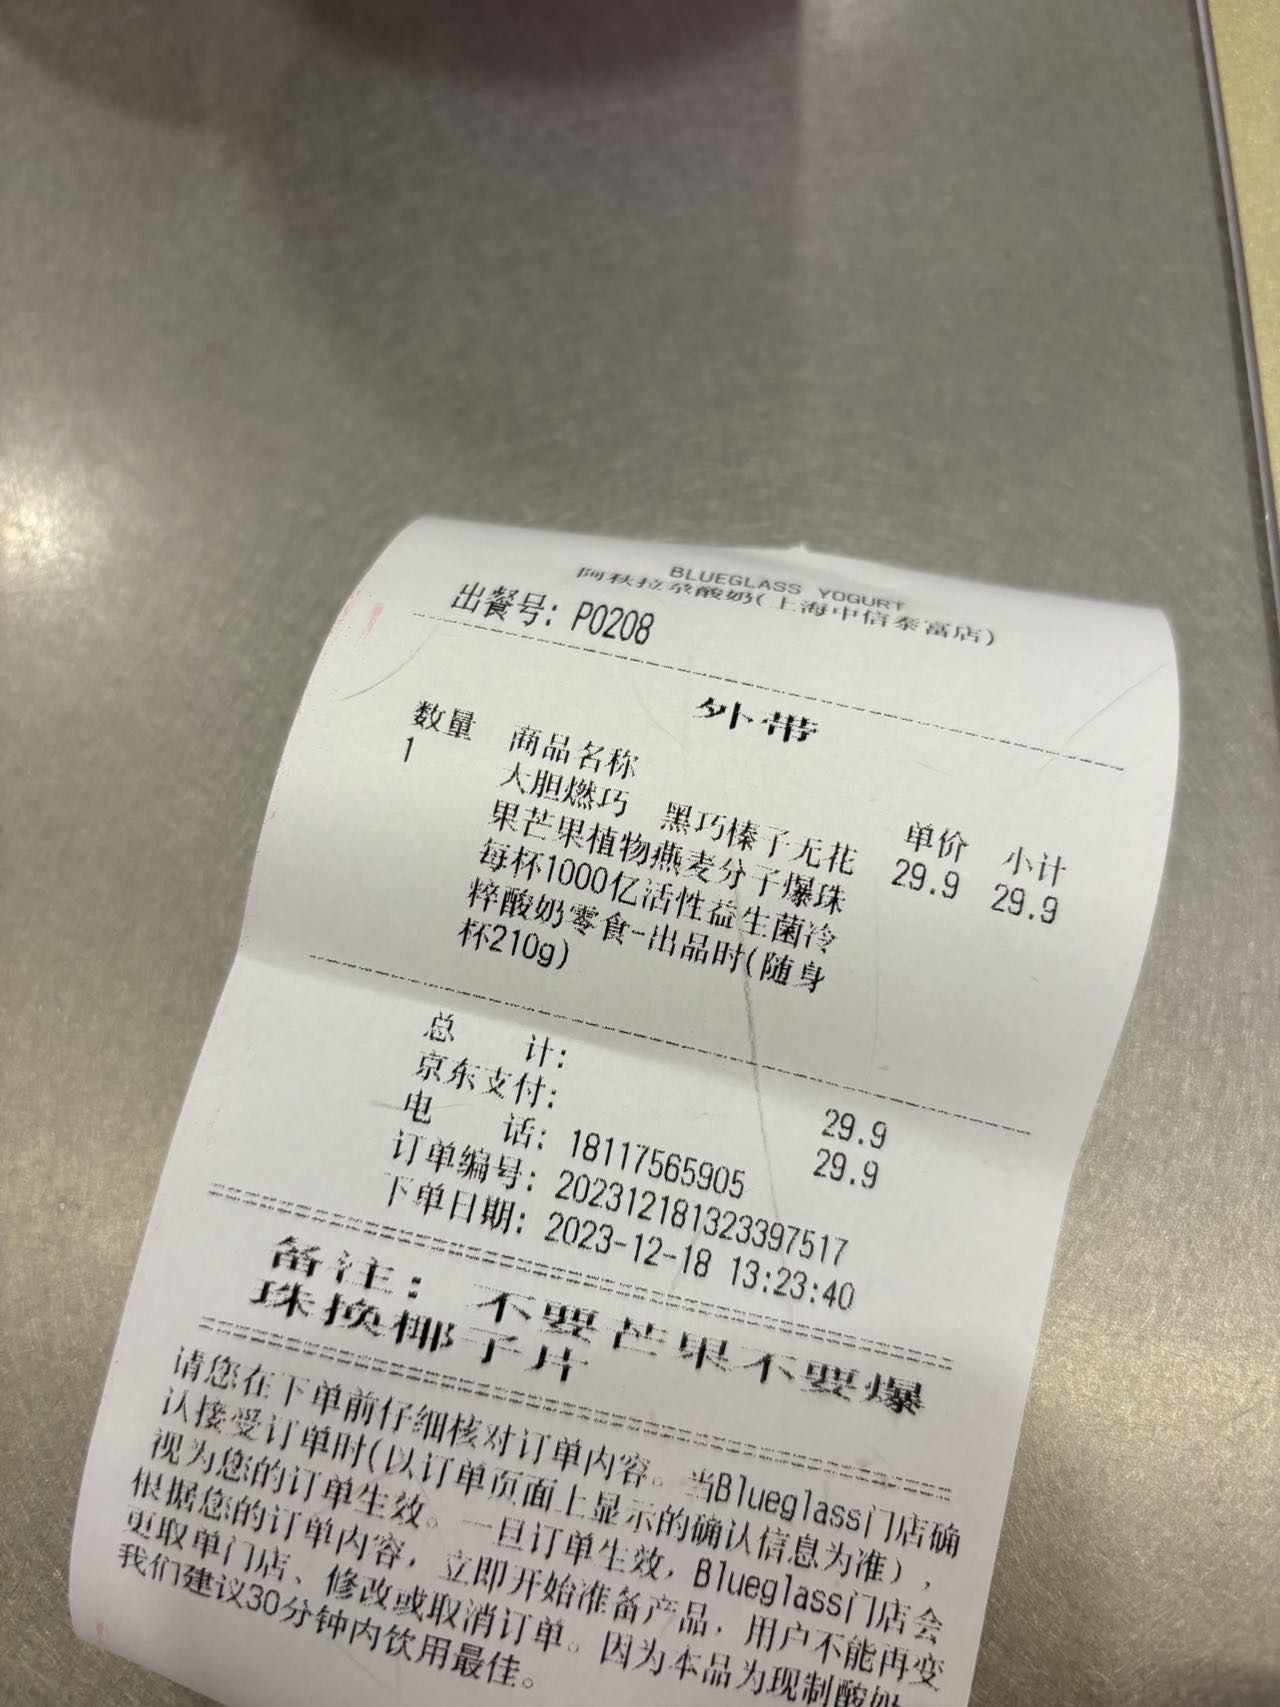 BLUEGLASS YOGURT
阿秋拉尕酸奶(上海中信泰富店)
出餐号: P0208
外带
数量 商品名称 单价 小计
1 大胆燃巧 黑巧榛子无花 29.9 29.9
果芒果植物燕麦分子爆珠
每杯1000亿活性益生菌冷
粹酸奶零食-出品时(随身
杯210g)
总 计: 29.9
京东支付: 29.9
电 话: 18117565905
订单编号: 202312181323397517
下单日期: 2023-12-18 13:23:40
备注: 不要芒果不要爆
珠换椰子片
请您在下单前仔细核对订单内容。当Blueglass门店确
认接受订单时(以订单页面上显示的确认信息为准),
视为您的订单生效。一旦订单生效, Blueglass门店会
根据您的订单内容, 立即开始准备产品, 用户不能再变
更取单门店、修改或取消订单。因为本品为现制酸奶
我们建议30分钟内饮用最佳。